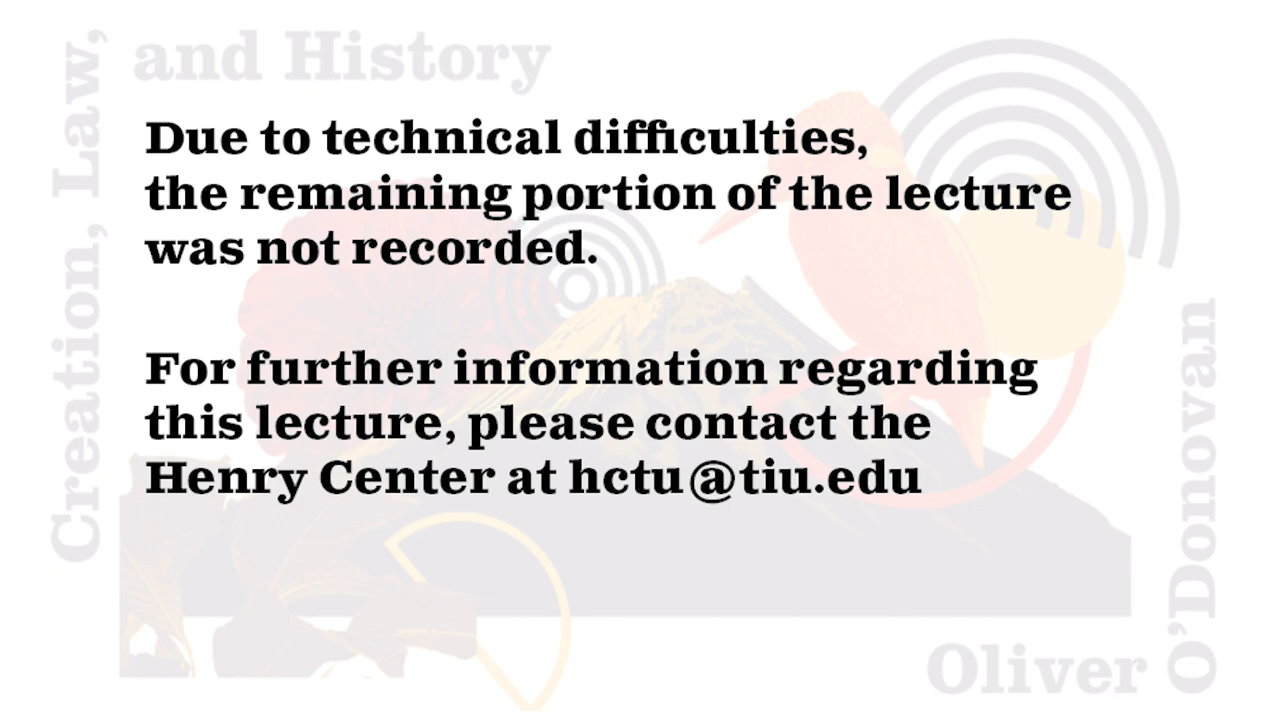 Creation, Law,
and History
Due to technical difficulties,
the remaining portion of the lecture
was not recorded.
For further information regarding
this lecture, please contact the
Henry Center at hctu@tiu.edu
Oliver
O’Donovan